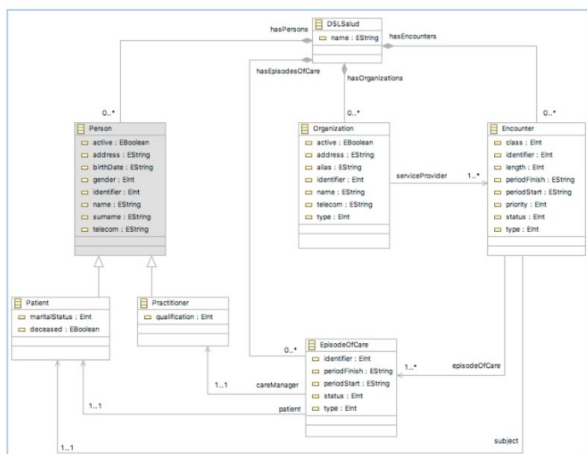 DSLSalud
name : EString
hasPersons
hasEncounters
hasEpisodesOfCare
hasOrganizations
0..*
0..*
0..*
Person
active : EBoolean
address : EString
birthDate : EString
gender : EInt
identifier : EInt
name : EString
surname : EString
telecom : EString
Organization
active : EBoolean
address : EString
alias : EString
identifier : EInt
name : EString
telecom : EString
type : EInt
serviceProvider
1..*
Encounter
class : EInt
identifier : EInt
length : EInt
periodFinish : EString
periodStart : EString
priority : EInt
status : EInt
type : EInt
Patient
maritalStatus : EInt
deceased : EBoolean
Practitioner
qualification : EInt
0..*
EpisodeOfCare
identifier : EInt
periodFinish : EString
periodStart : EString
status : EInt
type : EInt
1..*
episodeOfCare
1..1
careManager
1..1
patient
1..1
subject